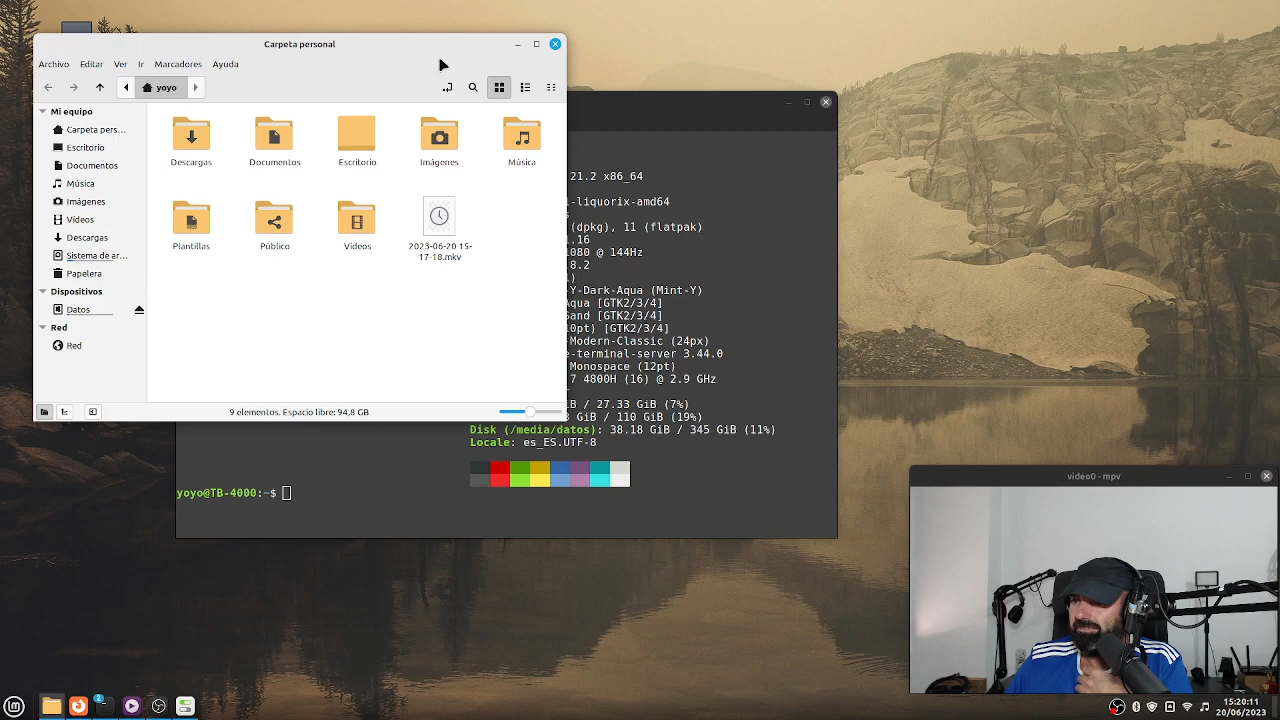 Carpeta personal
Archivo Editar Ver Ir Marcadores Ayuda
yoyo
Mi equipo
Carpeta pers...
Escritorio
Documentos
Música
Imágenes
Vídeos
Descargas
Sistema de ar...
Papelera
Dispositivos
Datos
Red
Red
Descargas
Documentos
Escritorio
Imágenes
Música
Plantillas
Público
Vídeos
2023-06-20 15-
17-18.mkv
9 elementos. Espacio libre: 94,8 GB
21.2 x86_64
-liquorix-amd64
(dpkg), 11 (flatpak)
.16
080 @ 144Hz
8.2
)
-Y-Dark-Aqua (Mint-Y)
Aqua [GTK2/3/4]
Sand [GTK2/3/4]
0pt) [GTK2/3/4]
-Modern-Classic (24px)
e-terminal-server 3.44.0
Monospace (12pt)
7 4800H (16) @ 2.9 GHz
B / 27.33 GiB (7%)
GiB / 110 GiB (19%)
Disk (/media/datos): 38.18 GiB / 345 GiB (11%)
Locale: es_ES.UTF-8
yoyo@TB-4000:~$
video0 - mpv
2
15:20:11
20/06/2023